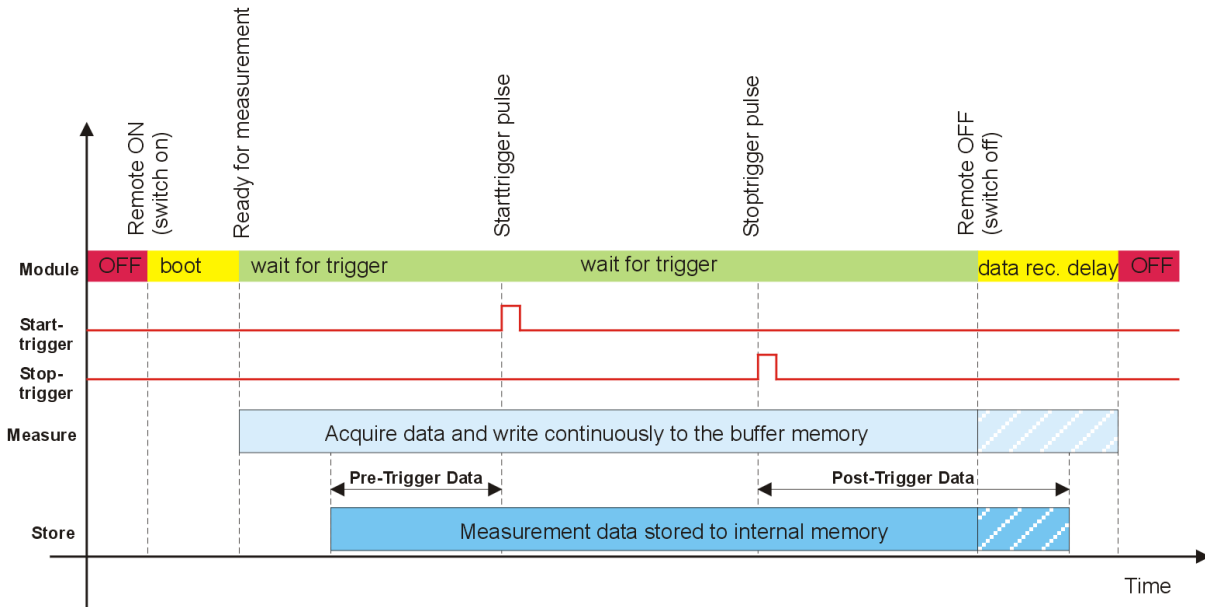 Remote ON
(switch on)
Ready for measurement
Starttrigger pulse
Stoptrigger pulse
Remote OFF
(switch off)
Module
OFF
boot
wait for trigger
wait for trigger
data rec. delay
OFF
Start-
trigger
Stop-
trigger
Measure
Acquire data and write continuously to the buffer memory
Pre-Trigger Data
Post-Trigger Data
Store
Measurement data stored to internal memory
Time